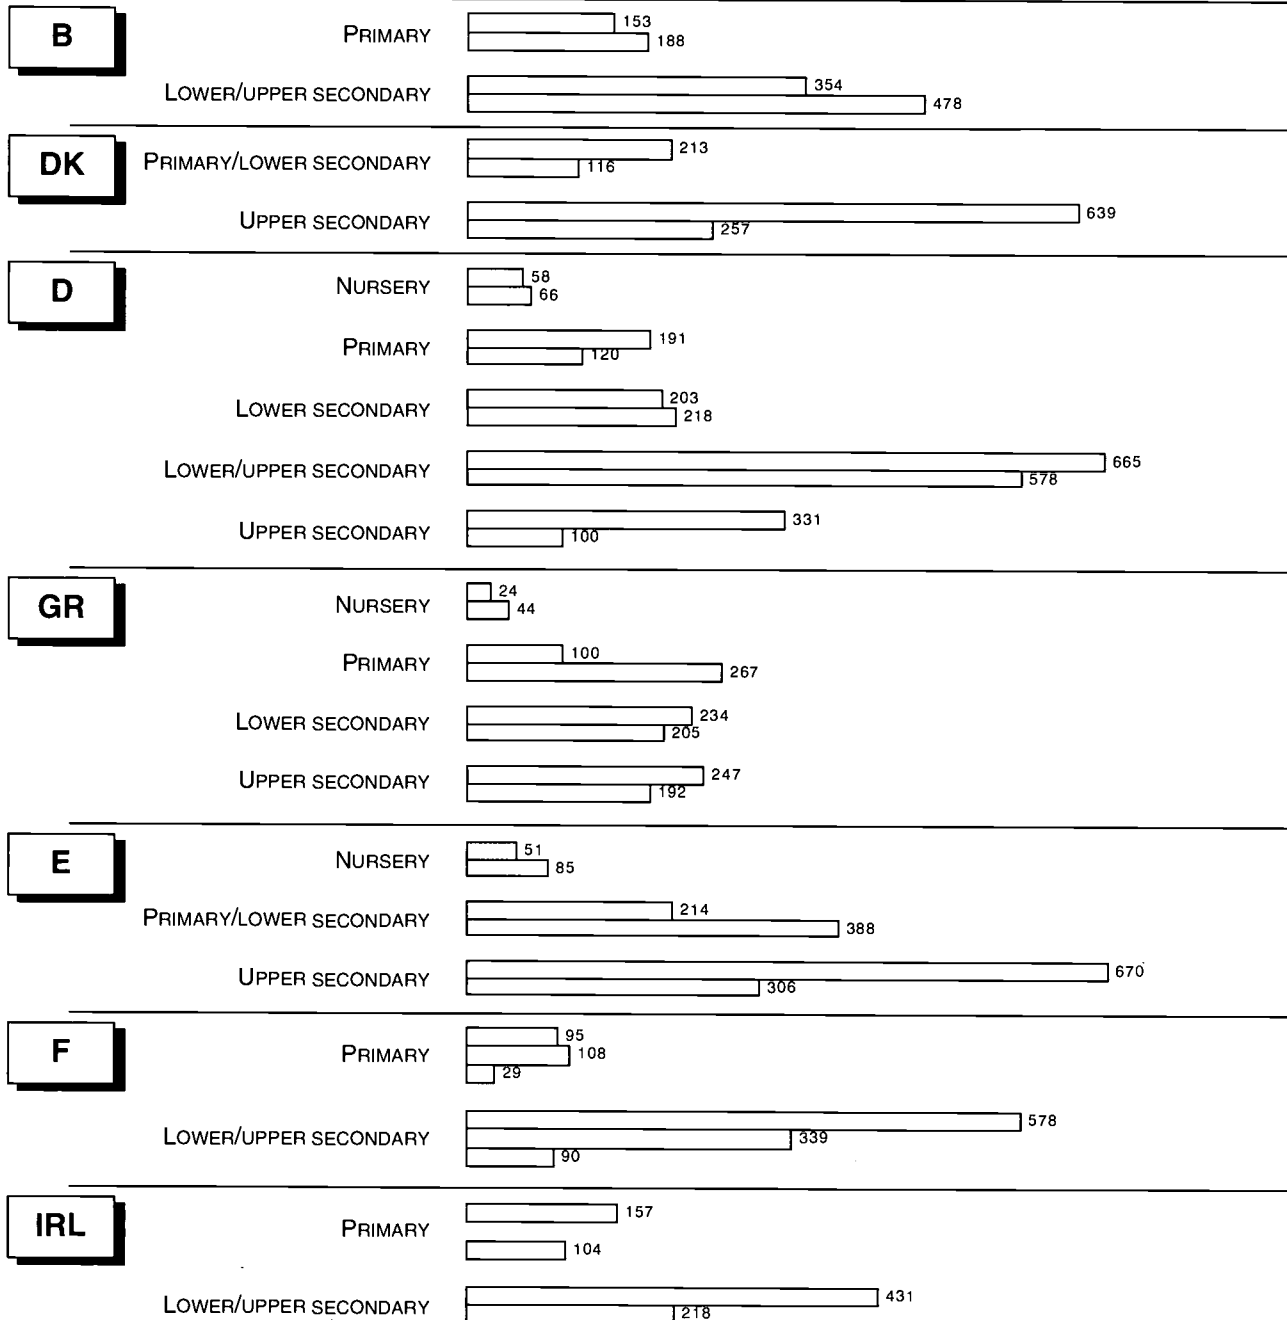 B
PRIMARY
153
188
LOWER/UPPER SECONDARY
354
478
DK
PRIMARY/LOWER SECONDARY
213
116
UPPER SECONDARY
639
257
D
NURSERY
58
66
PRIMARY
191
120
LOWER SECONDARY
203
218
LOWER/UPPER SECONDARY
665
578
UPPER SECONDARY
331
100
GR
NURSERY
24
44
PRIMARY
100
267
LOWER SECONDARY
234
205
UPPER SECONDARY
247
192
E
NURSERY
51
85
PRIMARY/LOWER SECONDARY
214
388
UPPER SECONDARY
670
306
F
PRIMARY
95
108
29
LOWER/UPPER SECONDARY
578
339
90
IRL
PRIMARY
157
104
LOWER/UPPER SECONDARY
431
218